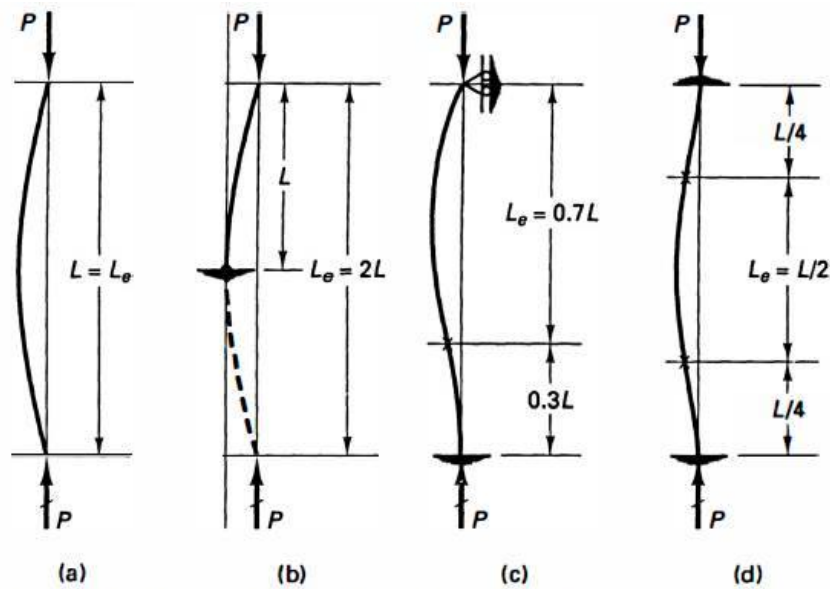 P P P P
L/4
L
L = Lₑ Lₑ = 2L Lₑ = 0.7L Lₑ = L/2
0.3L L/4
P P P P
(a) (b) (c) (d)